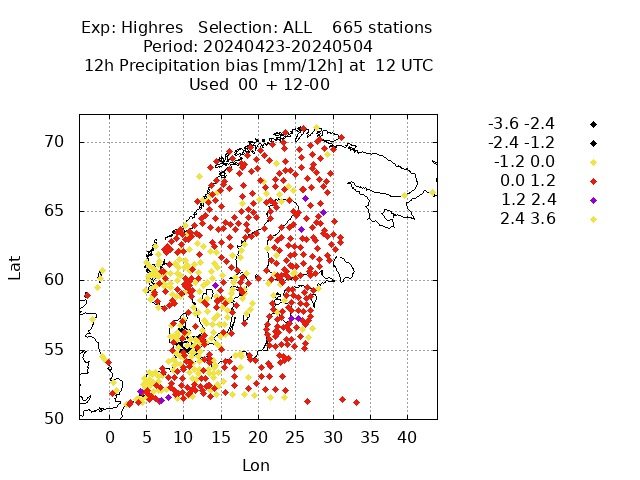 Exp: Highres   Selection: ALL    665 stations
Period: 20240423-20240504
12h Precipitation bias [mm/12h] at  12 UTC
Used  00 + 12-00
-3.6 -2.4
-2.4 -1.2
-1.2 0.0
0.0 1.2
1.2 2.4
2.4 3.6
70
65
60
55
50
Lat
0 5 10 15 20 25 30 35 40
Lon